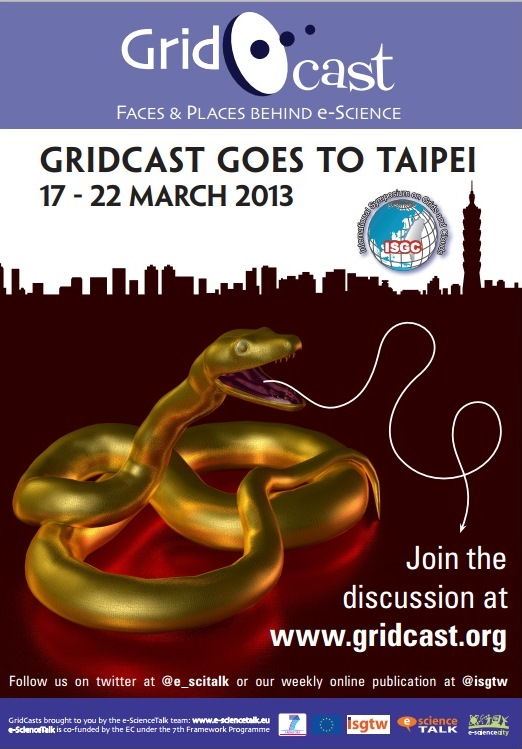 Grid cast
FACES & PLACES BEHIND e-SCIENCE
GRIDCAST GOES TO TAIPEI
17 - 22 MARCH 2013
International Symposium on Grids and Clouds
ISGC
Join the
discussion at
www.gridcast.org
Follow us on twitter at @e_scitalk or our weekly online publication at @isgtw
GridCasts brought to you by the e-ScienceTalk team: www.e-sciencetalk.eu
e-ScienceTalk is co-funded by the EC under the 7th Framework Programme
isgtw
e science
TALK
e-sciencecity